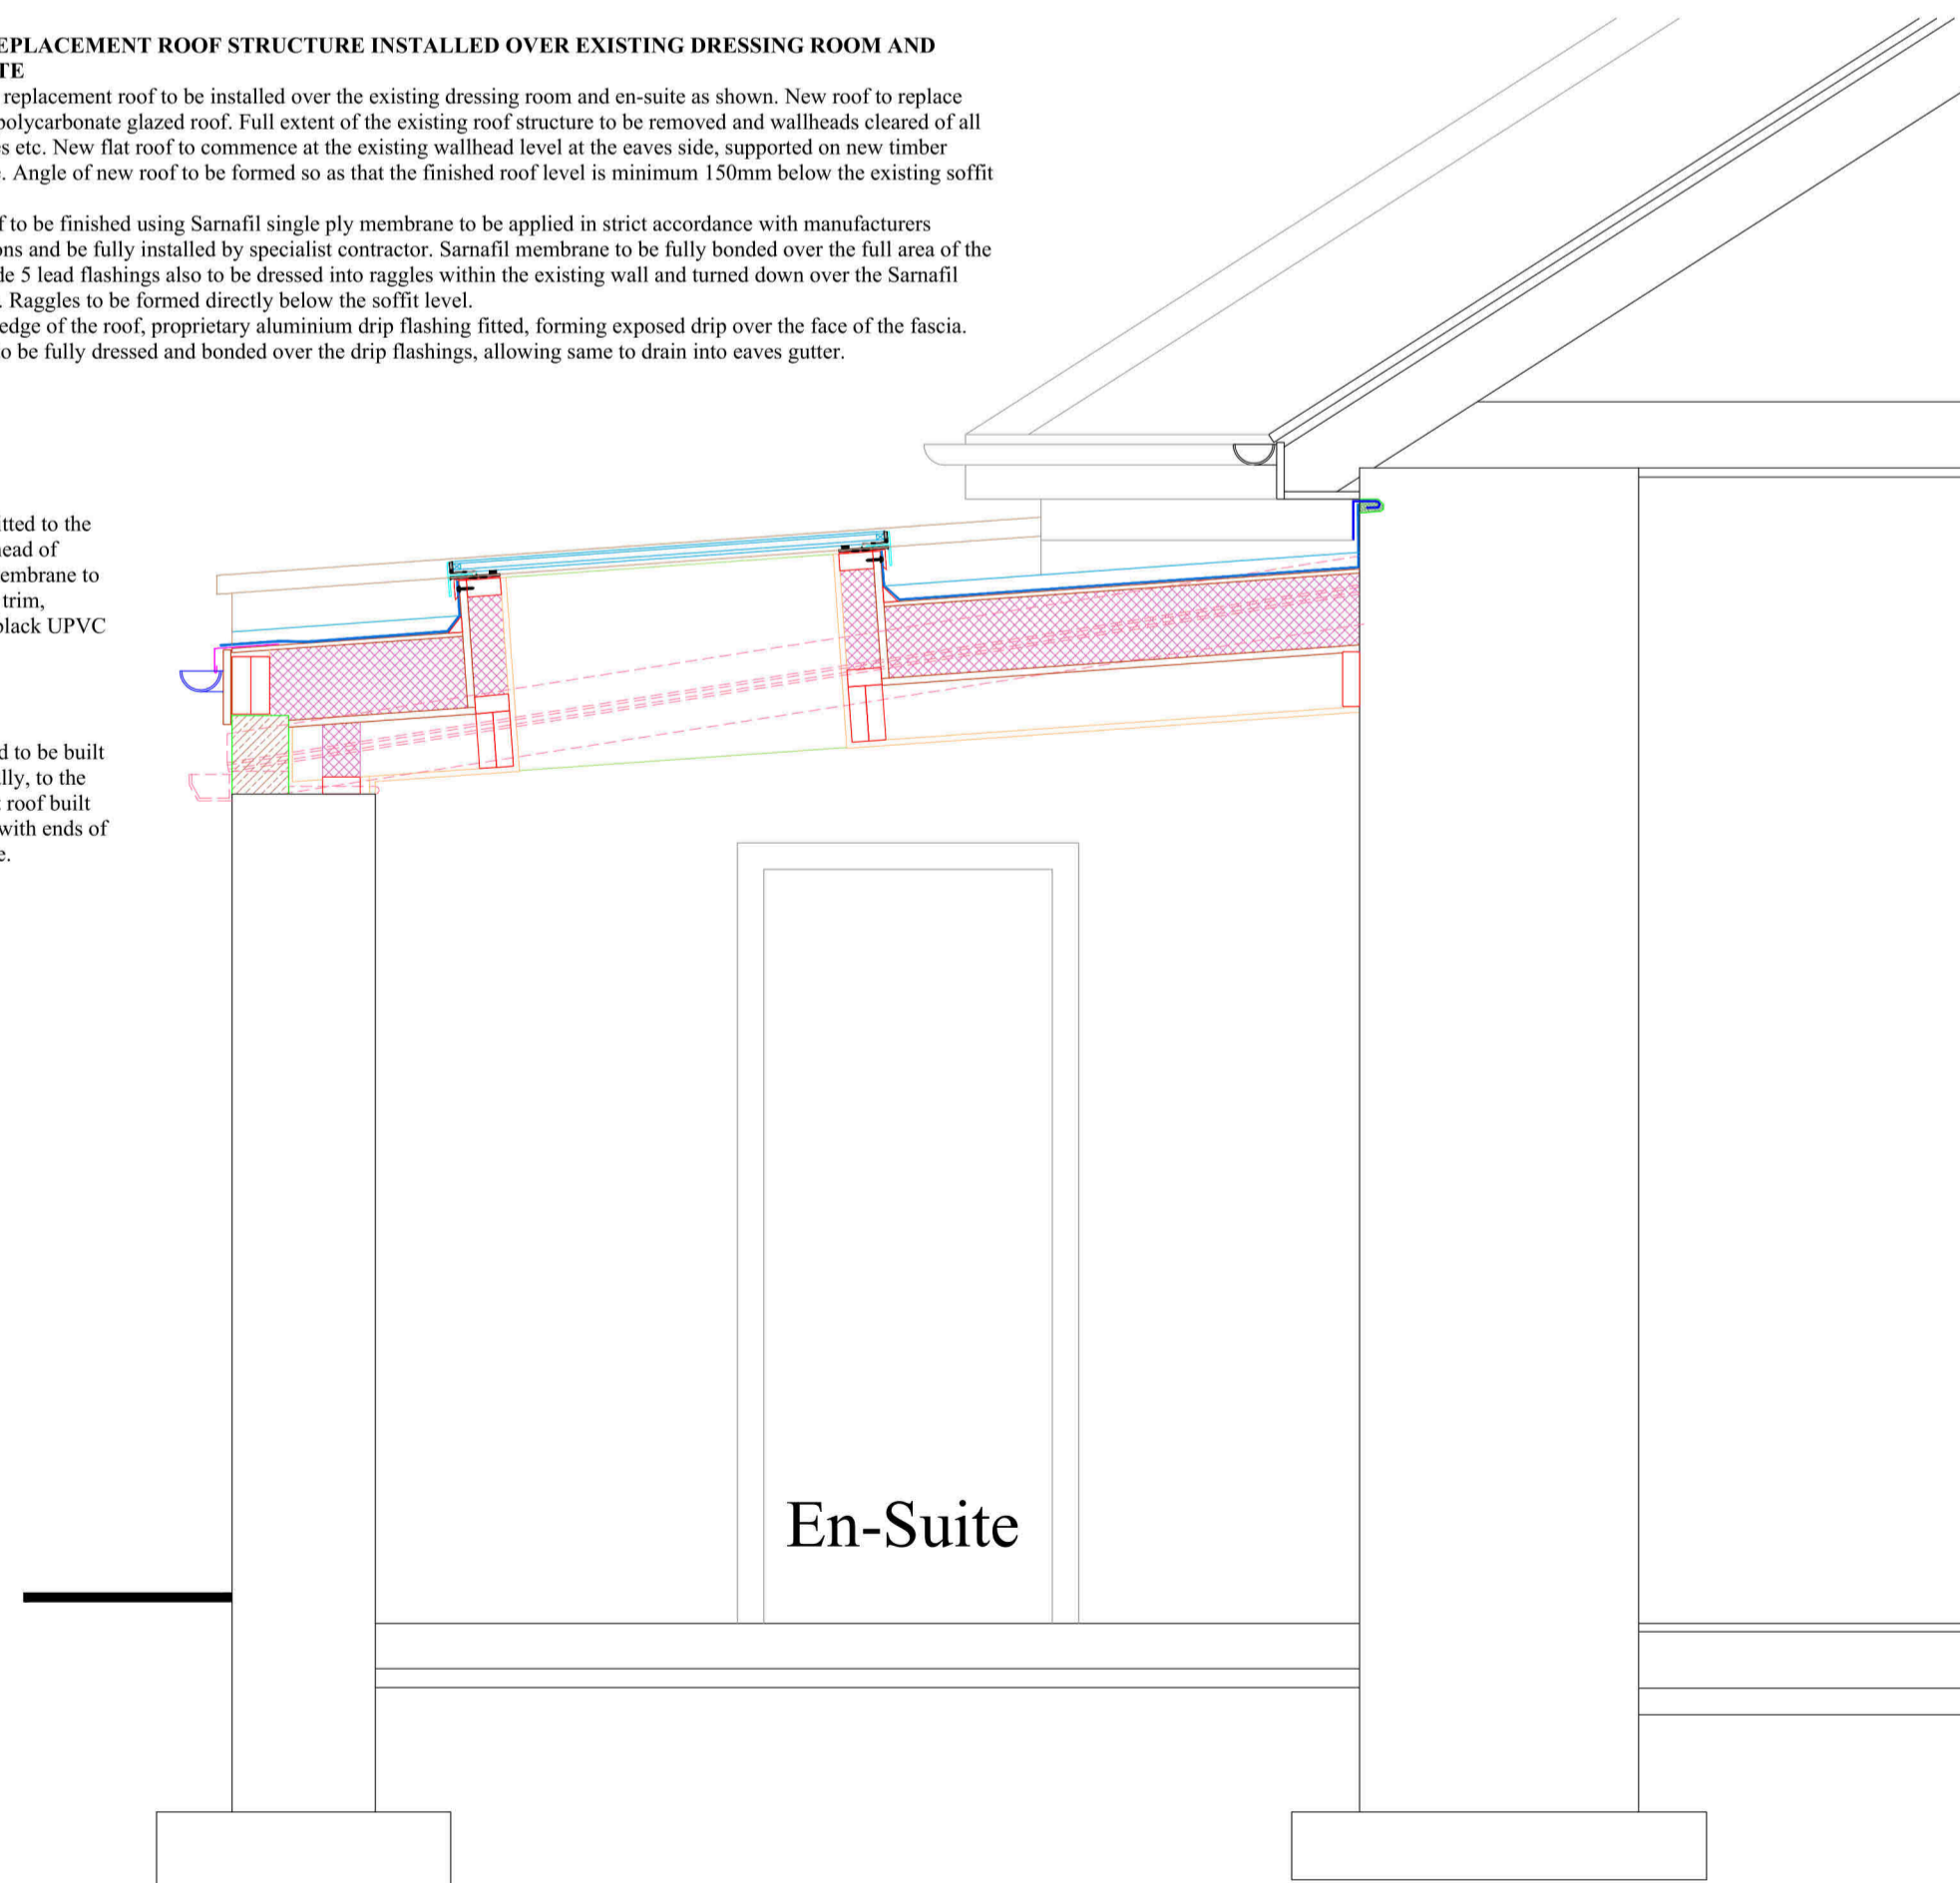 EPLACEMENT ROOF STRUCTURE INSTALLED OVER EXISTING DRESSING ROOM AND
TE
replacement roof to be installed over the existing dressing room and en-suite as shown. New roof to replace
polycarbonate glazed roof. Full extent of the existing roof structure to be removed and wallheads cleared of all
s etc. New flat roof to commence at the existing wallhead level at the eaves side, supported on new timber
. Angle of new roof to be formed so as that the finished roof level is minimum 150mm below the existing soffit
f to be finished using Sarnafil single ply membrane to be applied in strict accordance with manufacturers
ons and be fully installed by specialist contractor. Sarnafil membrane to be fully bonded over the full area of the
de 5 lead flashings also to be dressed into raggles within the existing wall and turned down over the Sarnafil
. Raggles to be formed directly below the soffit level.
edge of the roof, proprietary aluminium drip flashing fitted, forming exposed drip over the face of the fascia.
o be fully dressed and bonded over the drip flashings, allowing same to drain into eaves gutter.
itted to the
head of
embrane to
trim,
black UPVC
d to be built
lly, to the
t roof built
with ends of
e.
En-Suite